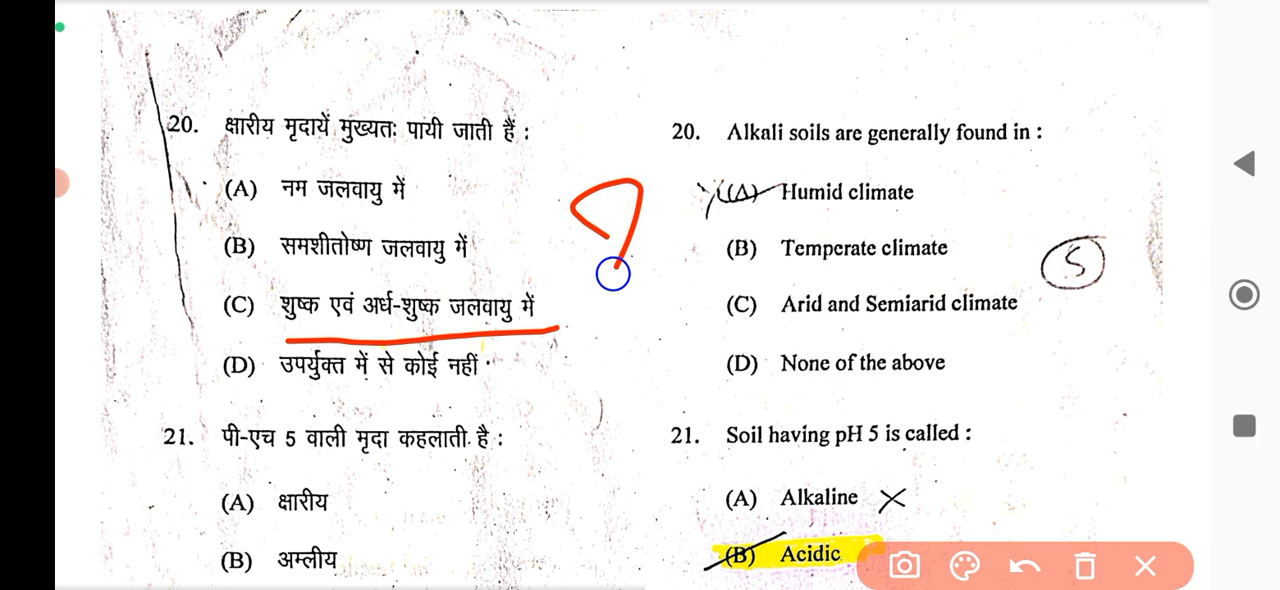 20. क्षारीय मृदायें मुख्यतः पायी जाती हैं :
(A) नम जलवायु में
(B) समशीतोष्ण जलवायु में
(C) शुष्क एवं अर्ध-शुष्क जलवायु में
(D) उपर्युक्त में से कोई नहीं
21. पी-एच 5 वाली मृदा कहलाती है :
(A) क्षारीय
(B) अम्लीय
20. Alkali soils are generally found in :
(A) Humid climate
(B) Temperate climate
(C) Arid and Semiarid climate
(D) None of the above
5
21. Soil having pH 5 is called :
(A) Alkaline
(B) Acidic